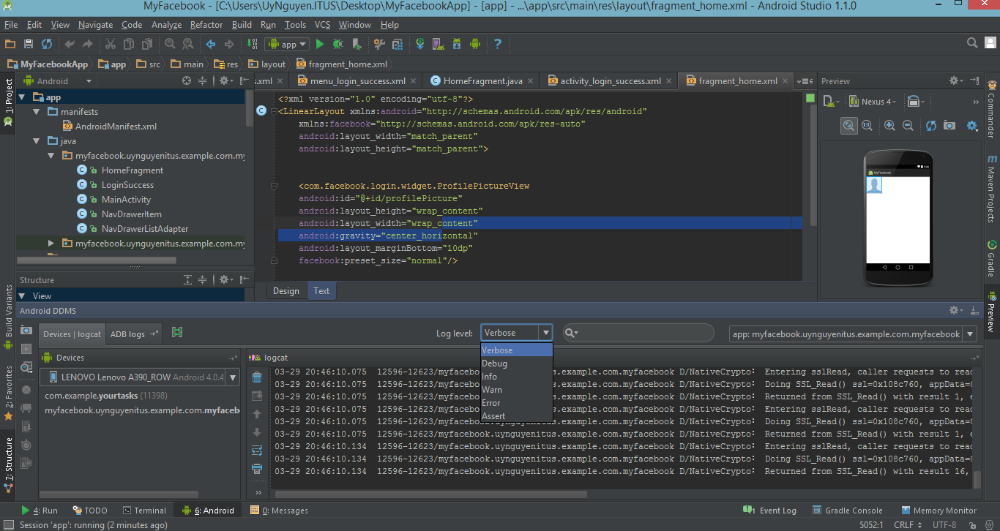 MyFacebook - [C:\Users\UyNguyen.ITUS\Desktop\MyFacebookApp] - [app] - ...\app\src\main\res\layout\fragment_home.xml - Android Studio 1.1.0
File Edit View Navigate Code Analyze Refactor Build Run Tools VCS Window Help
app
MyFacebookApp app src main res layout fragment_home.xml
Android
s.xml menu_login_success.xml HomeFragment.java activity_login_success.xml fragment_home.xml 6
Preview
Nexus 4
1: Project
Build Variants
2: Favorites
7: Structure
app
manifests
AndroidManifest.xml
java
myfacebook.uynguyenitus.example.com.my
HomeFragment
LoginSuccess
MainActivity
NavDrawerItem
NavDrawerListAdapter
myfacebook.uynguyenitus.example.com.my
Structure
View
<?xml version="1.0" encoding="utf-8"?>
<LinearLayout xmlns:android="http://schemas.android.com/apk/res/android"
xmlns:facebook="http://schemas.android.com/apk/res-auto"
android:layout_width="match_parent"
android:layout_height="match_parent">
<com.facebook.login.widget.ProfilePictureView
android:id="@+id/profilePicture"
android:layout_height="wrap_content"
android:layout_width="wrap_content"
android:gravity="center_horizontal"
android:layout_marginBottom="10dp"
facebook:preset_size="normal"/>
Design Text
MyFacebook
Commander
Maven Projects
Gradle
Preview
Android DDMS
Devices | logcat ADB logs
Log level: Verbose
app: myfacebook.uynguyenitus.example.com.myfacebook
Verbose
Debug
Info
Warn
Error
Assert
Devices
LENOVO Lenovo A390_ROW Android 4.0.4
com.example.yourtasks (11398)
myfacebook.uynguyenitus.example.com.myfaceb
logcat
03-29 20:46:10.075 12596-12623/myfacebook.uynguyenitus.example.com.myfacebook D/NativeCrypto: Entering sslRead, caller requests to read
03-29 20:46:10.075 12596-12623/myfacebook.uynguyenitus.example.com.myfacebook D/NativeCrypto: Doing SSL_Read() ssl=0x108c760, appData=0
03-29 20:46:10.075 12596-12623/myfacebook.uynguyenitus.example.com.myfacebook D/NativeCrypto: Returned from SSL_Read() with result 1, e
03-29 20:46:10.075 12596-12623/myfacebook.uynguyenitus.example.com.myfacebook D/NativeCrypto: Entering sslRead, caller requests to read
03-29 20:46:10.075 12596-12623/myfacebook.uynguyenitus.example.com.myfacebook D/NativeCrypto: Doing SSL_Read() ssl=0x108c760, appData=0
03-29 20:46:10.075 12596-12623/myfacebook.uynguyenitus.example.com.myfacebook D/NativeCrypto: Returned from SSL_Read() with result 1, e
03-29 20:46:10.134 12596-12623/myfacebook.uynguyenitus.example.com.myfacebook D/NativeCrypto: Entering sslRead, caller requests to read
03-29 20:46:10.134 12596-12623/myfacebook.uynguyenitus.example.com.myfacebook D/NativeCrypto: Doing SSL_Read() ssl=0x108c760, appData=0
03-29 20:46:10.134 12596-12623/myfacebook.uynguyenitus.example.com.myfacebook D/NativeCrypto: Returned from SSL_Read() with result 16,
4: Run TODO Terminal 6: Android 0: Messages 1 Event Log Gradle Console Memory Monitor
Session 'app': running (2 minutes ago) 5052:1 CRLF UTF-8